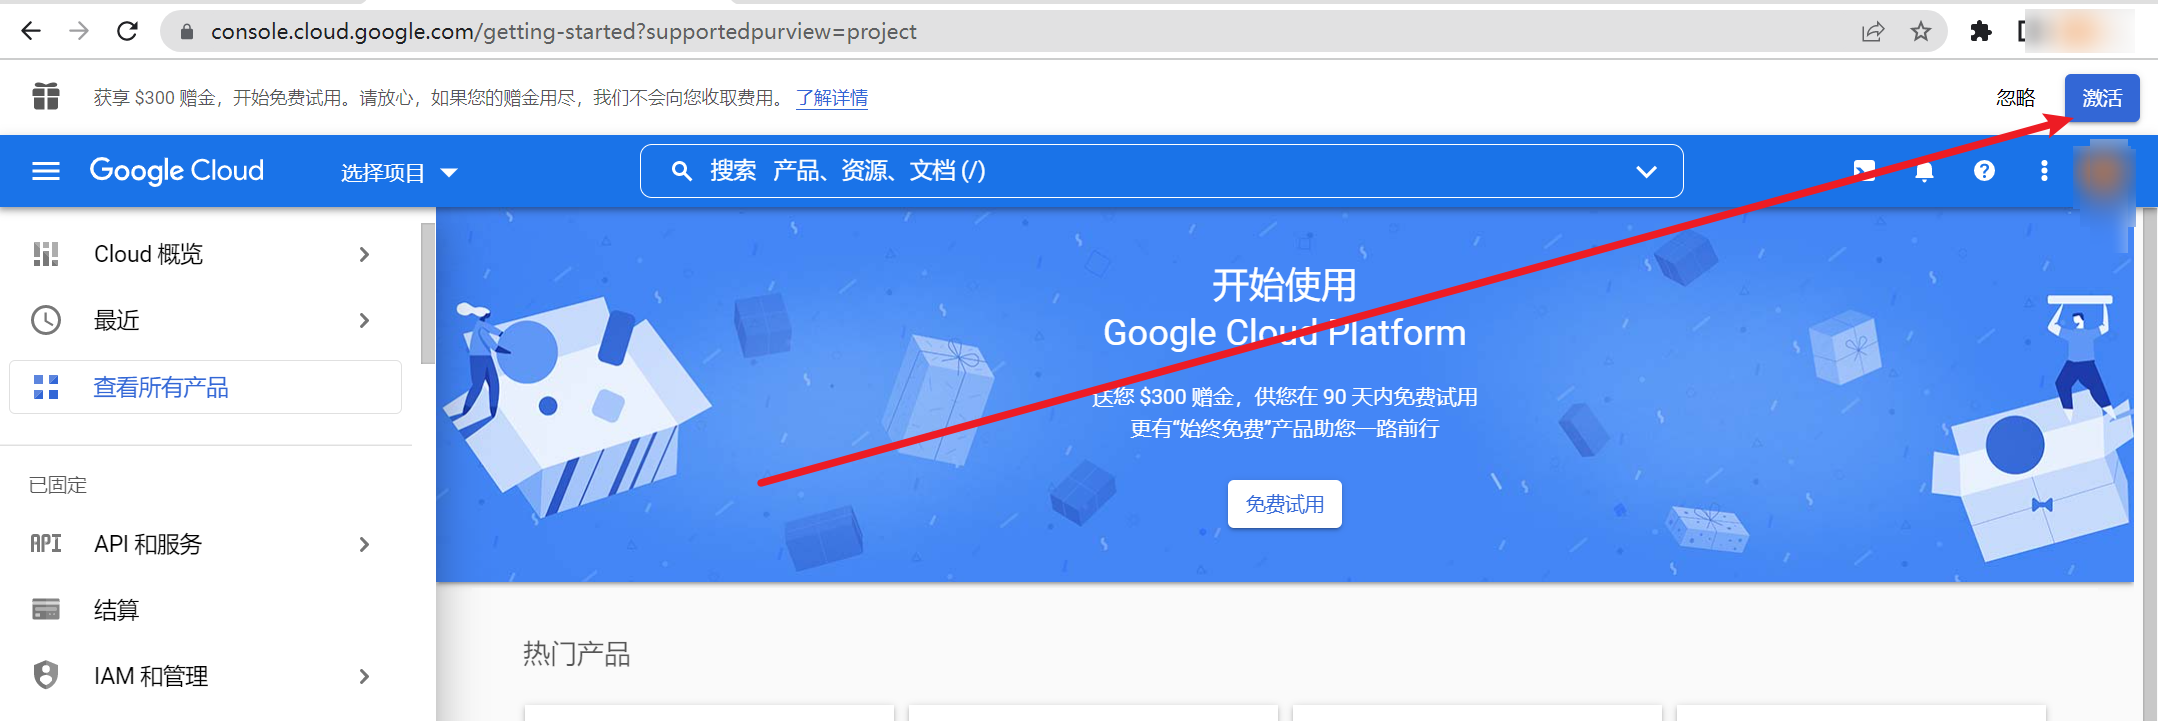 console.cloud.google.com/getting-started?supportedpurview=project
获享 $300 赠金，开始免费试用。请放心，如果您的赠金用尽，我们不会向您收取费用。 了解详情
忽略
激活
Google Cloud
选择项目
搜索 产品、资源、文档 (/)
Cloud 概览
最近
查看所有产品
已固定
API 和服务
结算
IAM 和管理
开始使用
Google Cloud Platform
送您 $300 赠金，供您在 90 天内免费试用
更有“始终免费”产品助您一路前行
免费试用
热门产品